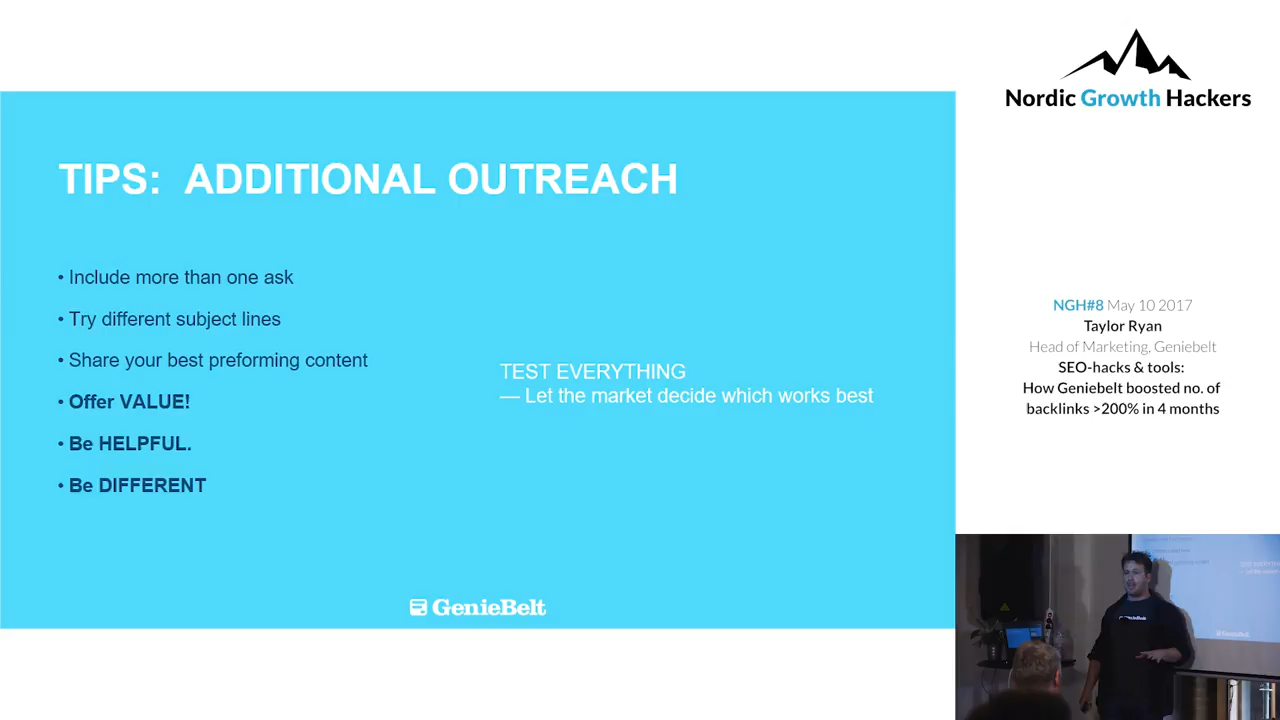 TIPS: ADDITIONAL OUTREACH
• Include more than one ask
• Try different subject lines
• Share your best preforming content
• Offer VALUE!
• Be HELPFUL.
• Be DIFFERENT
TEST EVERYTHING
— Let the market decide which works best
GenieBelt
Nordic Growth Hackers
NGH#8 May 10 2017
Taylor Ryan
Head of Marketing, Geniebelt
SEO-hacks & tools:
How Geniebelt boosted no. of
backlinks >200% in 4 months